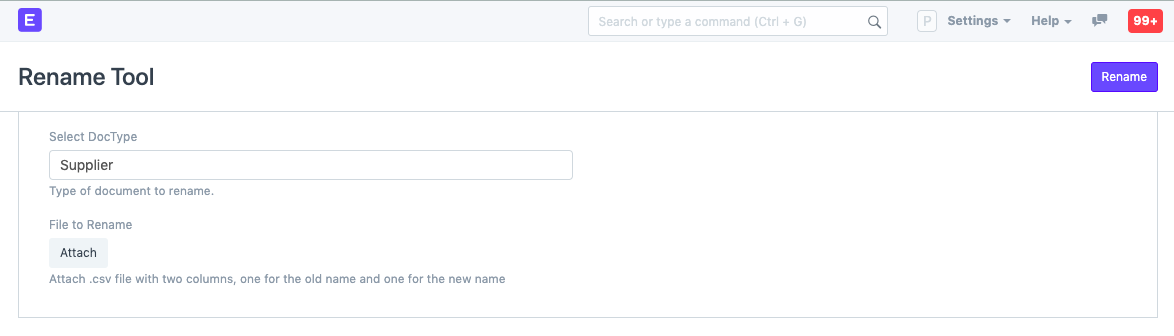 E
Search or type a command (Ctrl + G)
P
Settings
Help
99+
Rename Tool
Rename
Select DocType
Supplier
Type of document to rename.
File to Rename
Attach
Attach .csv file with two columns, one for the old name and one for the new name